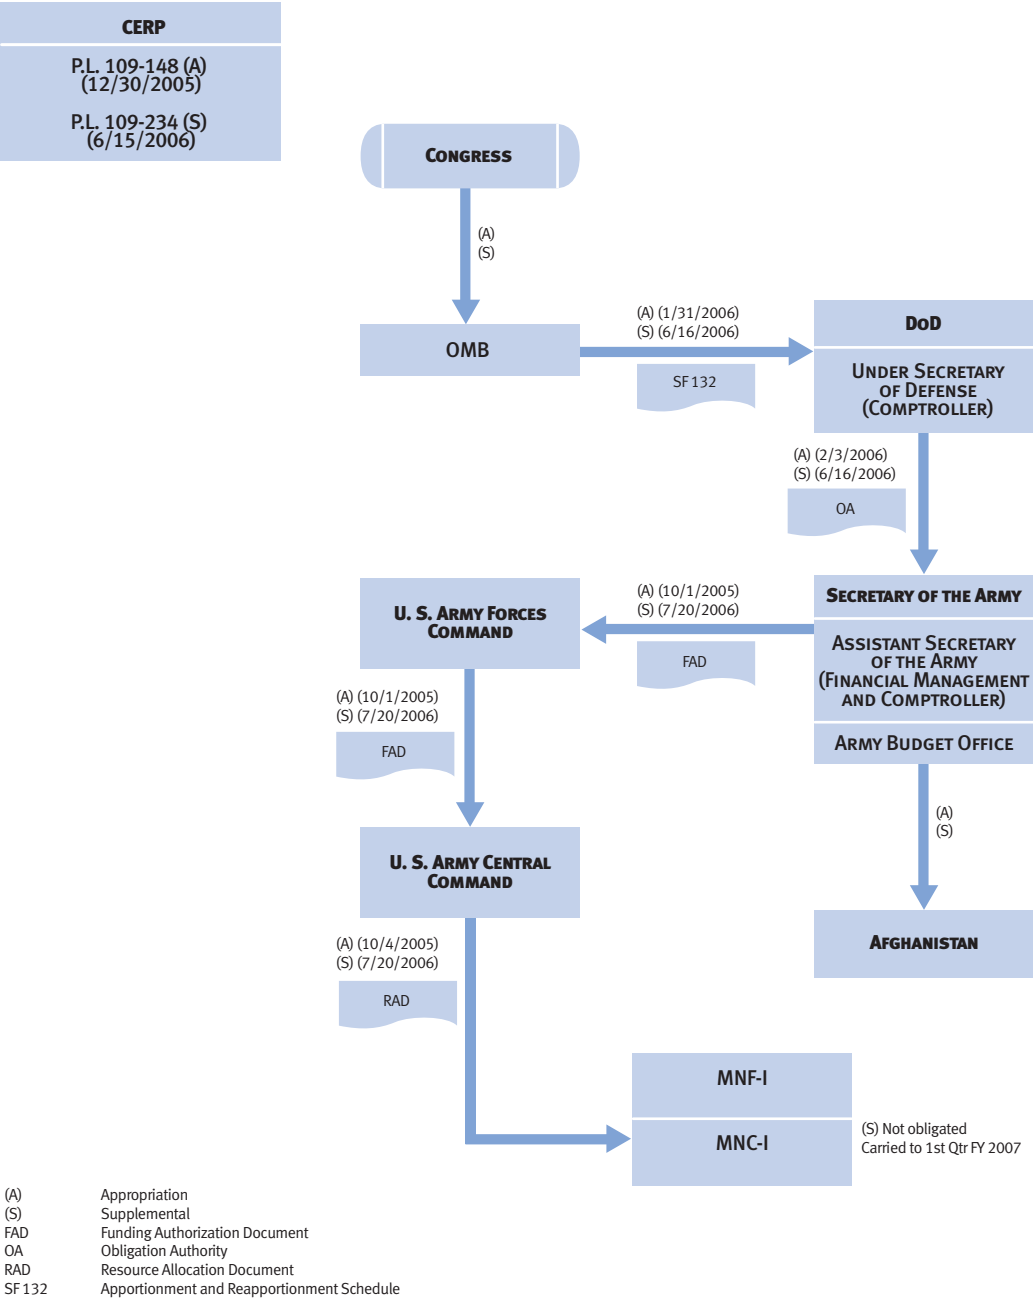 CERP
P.L. 109-148 (A)
(12/30/2005)
P.L. 109-234 (S)
(6/15/2006)
CONGRESS
(A)
(S)
OMB
(A) (1/31/2006)
(S) (6/16/2006)
SF 132
DOD
UNDER SECRETARY
OF DEFENSE
(COMPTROLLER)
(A) (2/3/2006)
(S) (6/16/2006)
OA
SECRETARY OF THE ARMY
ASSISTANT SECRETARY
OF THE ARMY
(FINANCIAL MANAGEMENT
AND COMPTROLLER)
ARMY BUDGET OFFICE
(A) (10/1/2005)
(S) (7/20/2006)
FAD
U. S. ARMY FORCES
COMMAND
(A) (10/1/2005)
(S) (7/20/2006)
FAD
(A)
(S)
U. S. ARMY CENTRAL
COMMAND
AFGHANISTAN
(A) (10/4/2005)
(S) (7/20/2006)
RAD
MNF-I
MNC-I
(S) Not obligated
Carried to 1st Qtr FY 2007
(A) Appropriation
(S) Supplemental
FAD Funding Authorization Document
OA Obligation Authority
RAD Resource Allocation Document
SF 132 Apportionment and Reapportionment Schedule